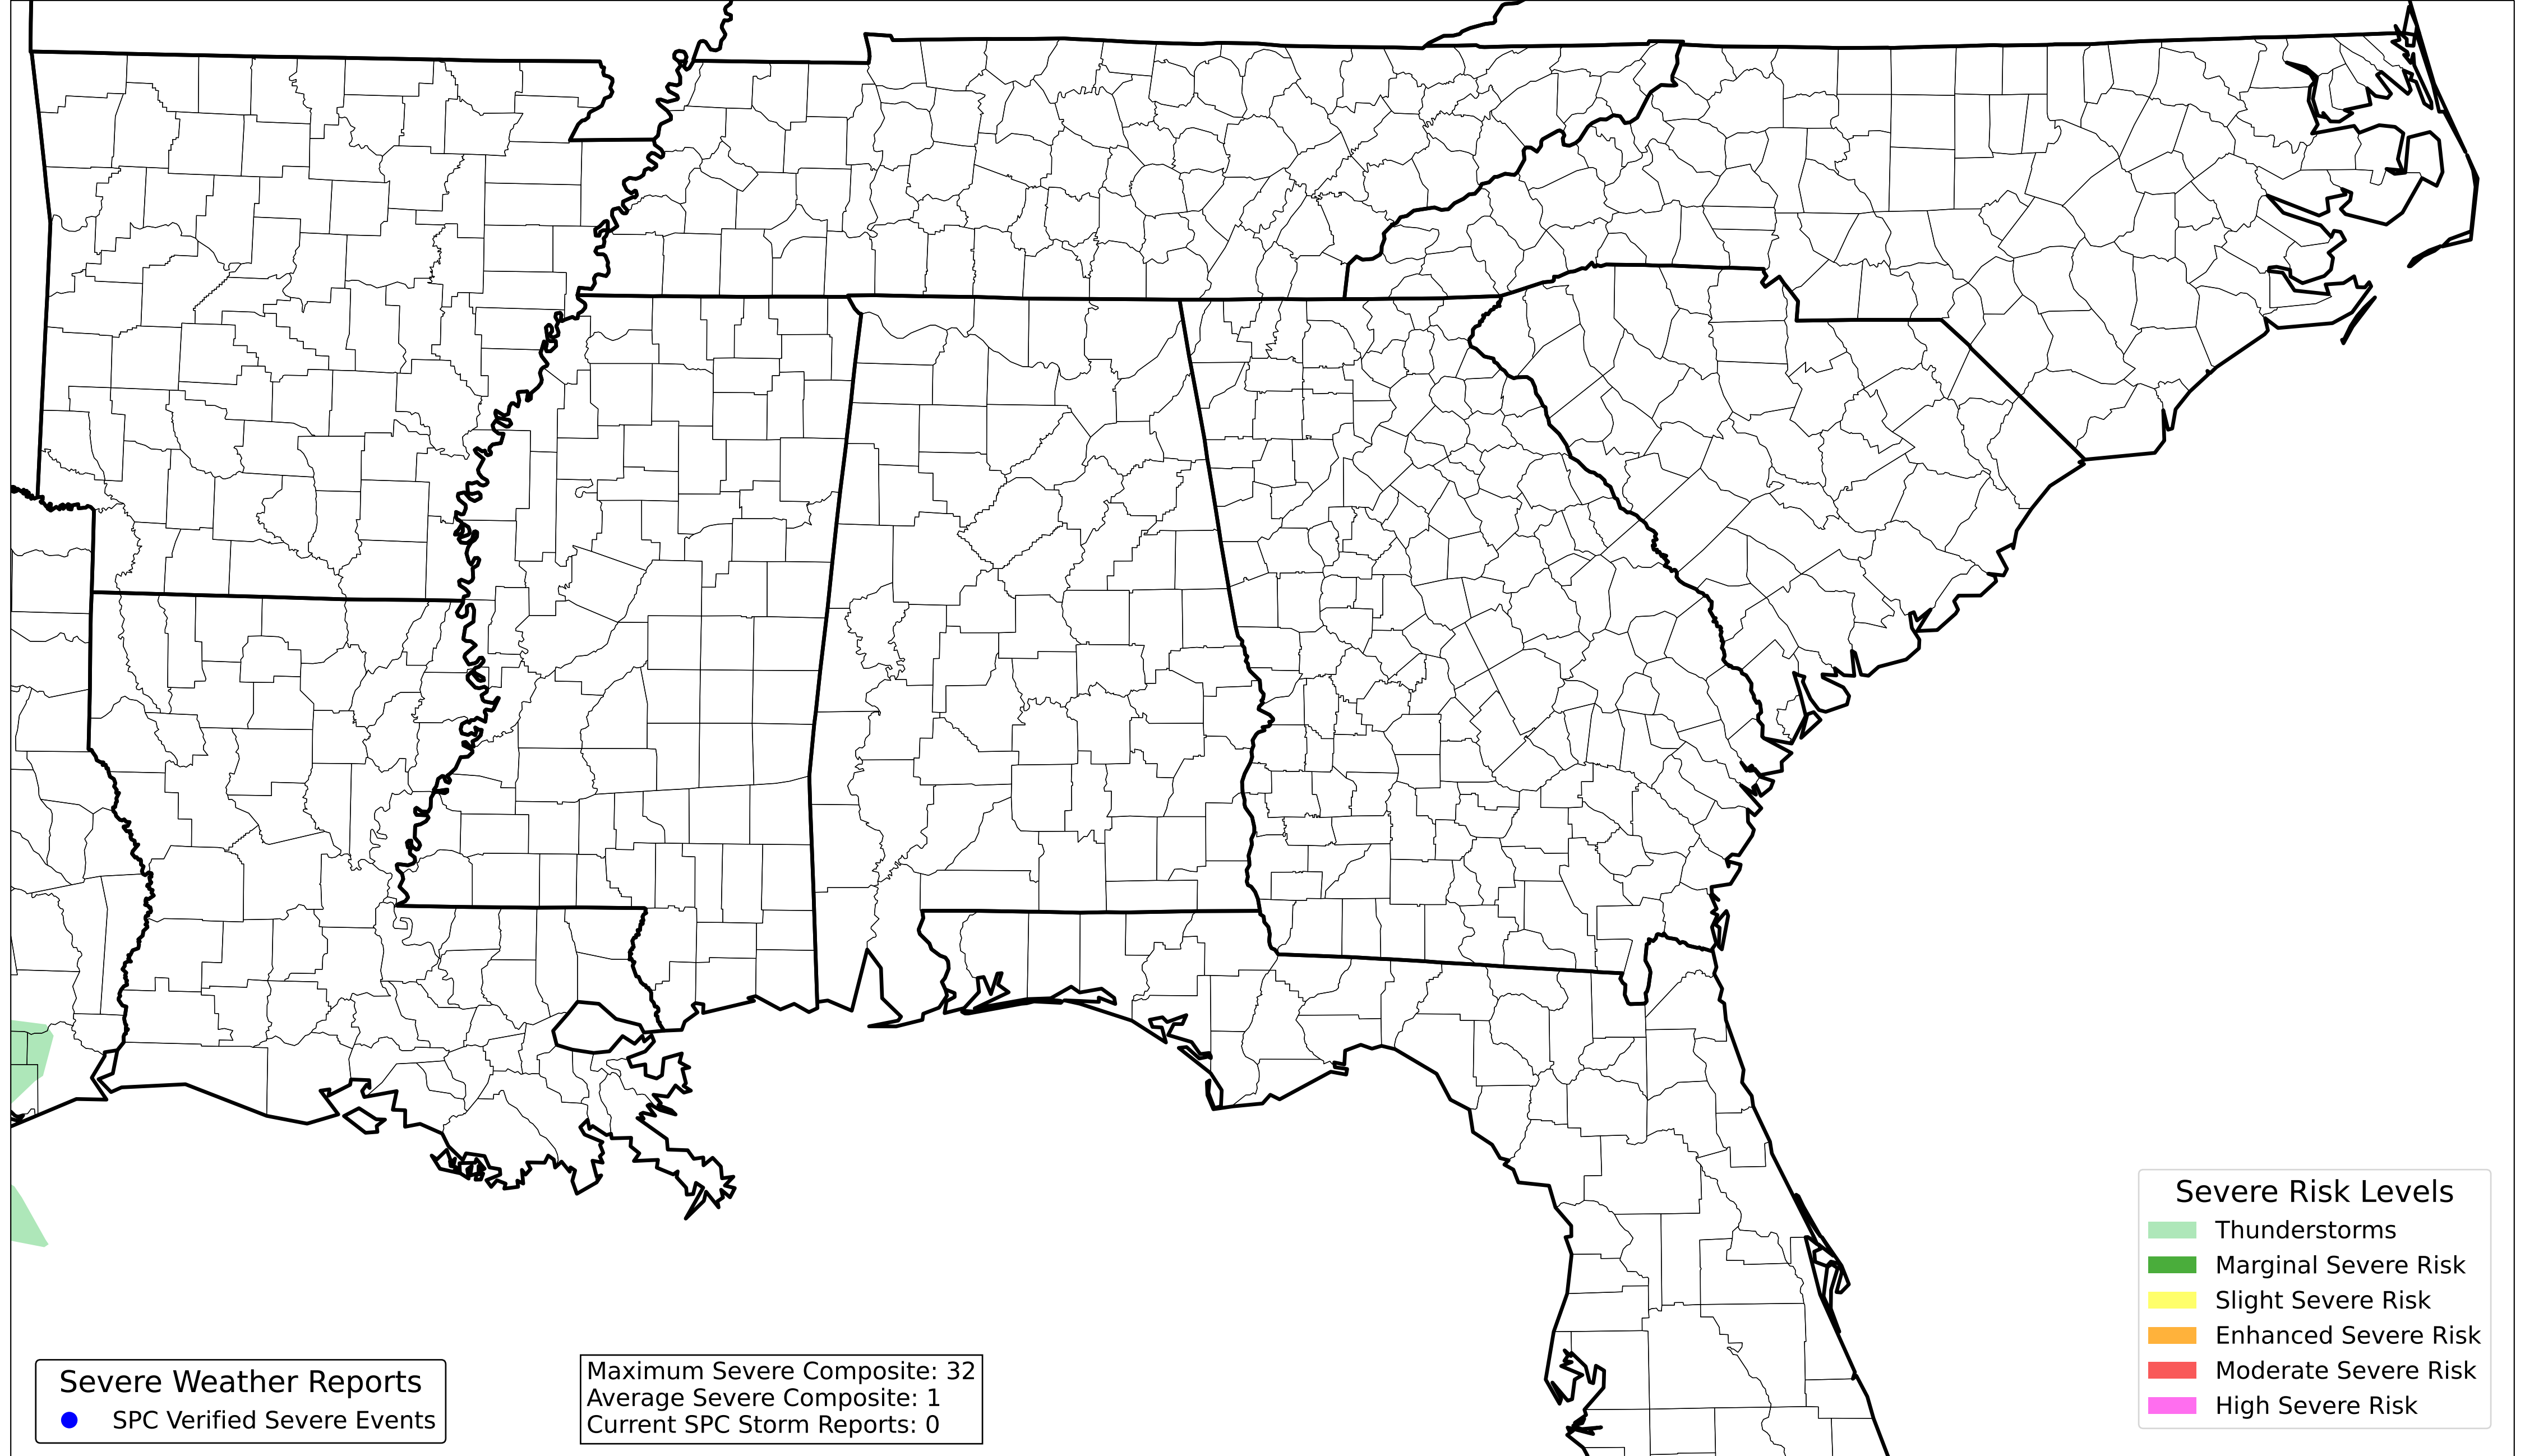 Severe Weather Reports
SPC Verified Severe Events
Maximum Severe Composite: 32
Average Severe Composite: 1
Current SPC Storm Reports: 0
Severe Risk Levels
Thunderstorms
Marginal Severe Risk
Slight Severe Risk
Enhanced Severe Risk
Moderate Severe Risk
High Severe Risk